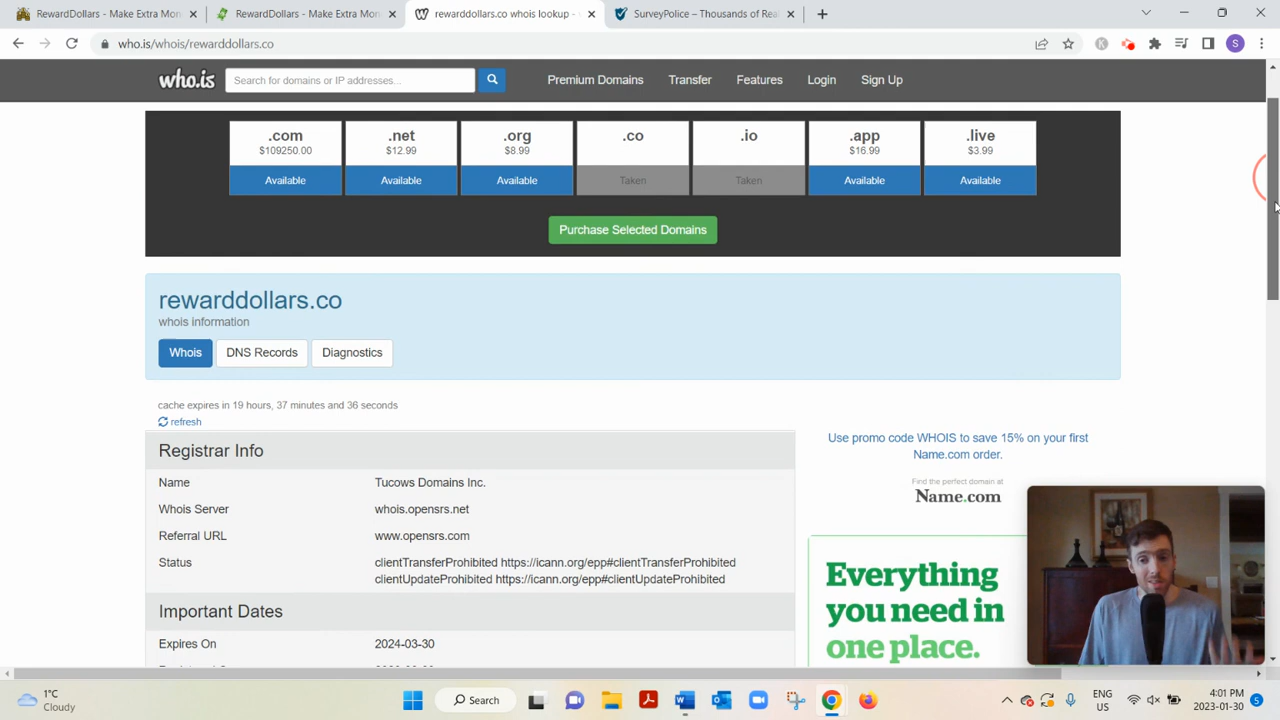 RewardDollars - Make Extra Mon
RewardDollars - Make Extra Mon
rewarddollars.co whois lookup -
SurveyPolice – Thousands of Real
who.is/whois/rewarddollars.co
K
S
who.is
Search for domains or IP addresses...
Premium Domains
Transfer
Features
Login
Sign Up
.com
.net
.org
.co
.io
.app
.live
$109250.00
$12.99
$8.99
$16.99
$3.99
Available
Available
Available
Taken
Taken
Available
Available
Purchase Selected Domains
rewarddollars.co
whois information
Whois
DNS Records
Diagnostics
cache expires in 19 hours, 37 minutes and 36 seconds
refresh
Registrar Info
Name Tucows Domains Inc.
Whois Server whois.opensrs.net
Referral URL www.opensrs.com
Status clientTransferProhibited https://icann.org/epp#clientTransferProhibited
clientUpdateProhibited https://icann.org/epp#clientUpdateProhibited
Important Dates
Expires On 2024-03-30
Use promo code WHOIS to save 15% on your first
Name.com order.
Find the perfect domain at
Name.com
Everything
you need in
one place.
1°C
Cloudy
Search
ENG
US
4:01 PM
2023-01-30
5